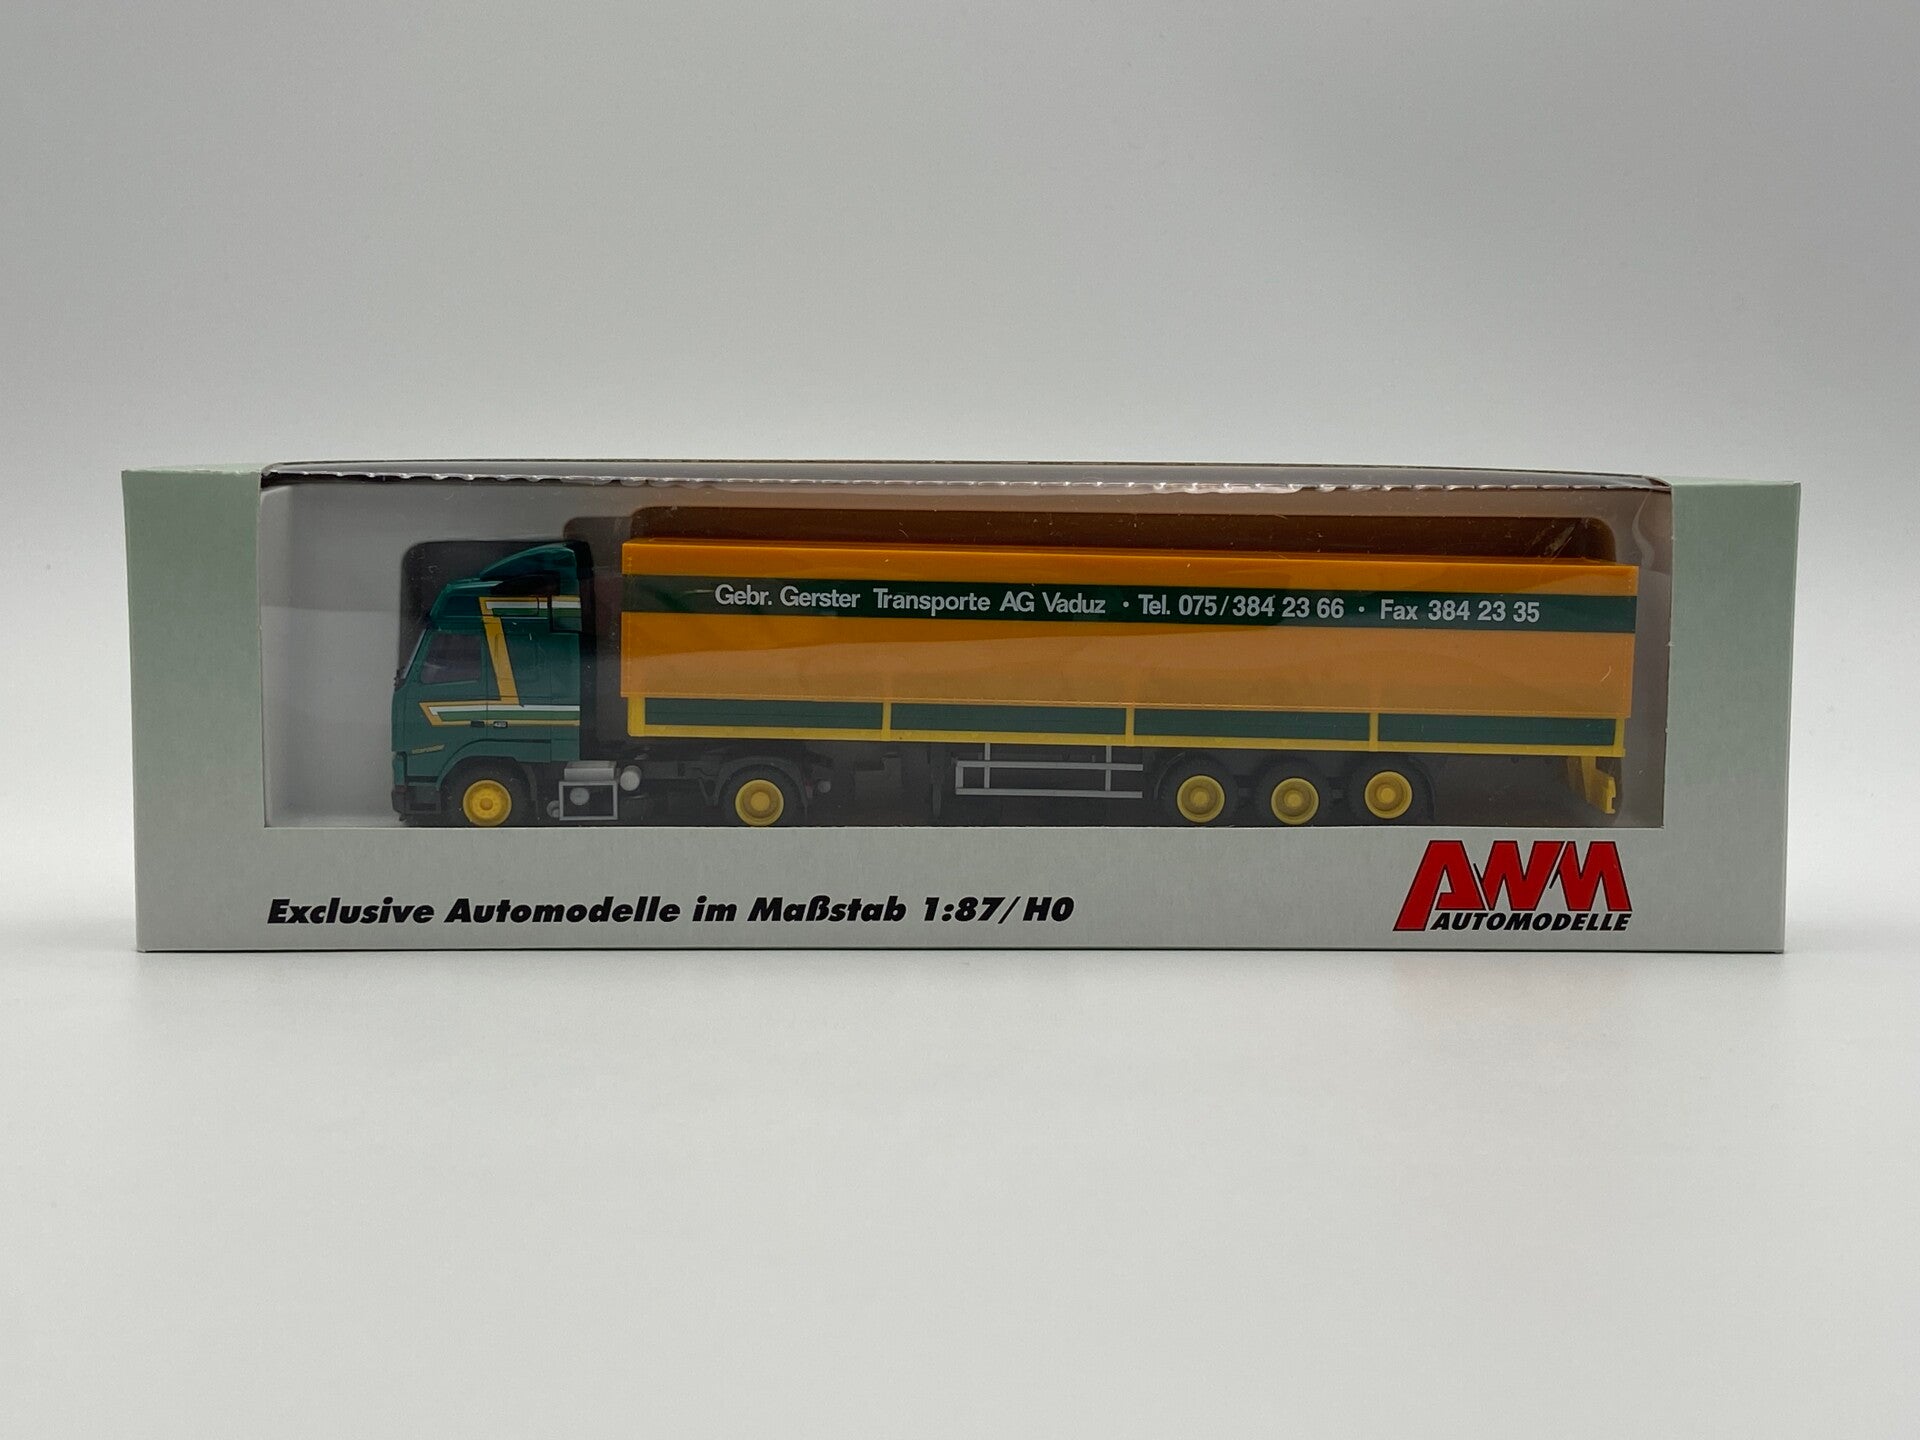 Gebr. Gerster Transporte AG Vaduz · Tel. 075/384 23 66 · Fax 384 23 35
Exclusive Automodelle im Maßstab 1:87/H0
AWM
AUTOMODELLE